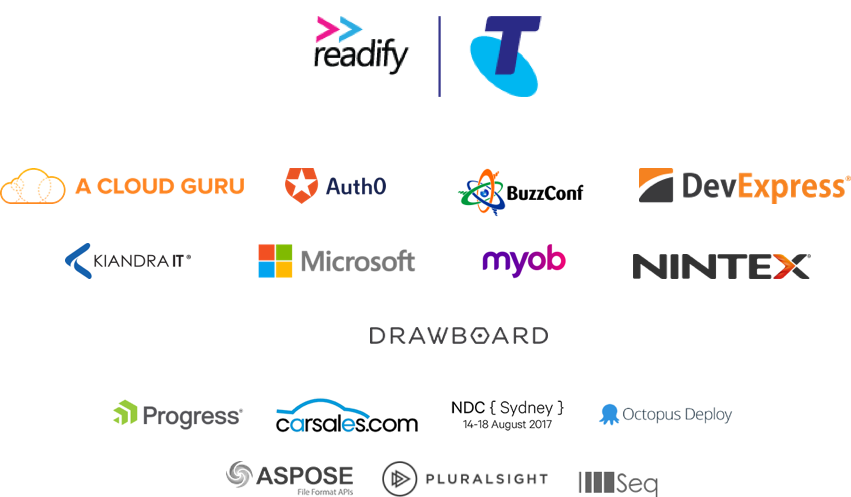 readify
T
A CLOUD GURU
Auth0
BuzzConf
DevExpress®
KIANDRA IT®
Microsoft
myob
NINTEX®
DRAWBOARD
Progress®
carsales.com
NDC { Sydney }
14-18 August 2017
Octopus Deploy
ASPOSE
File Format APIs
PLURALSIGHT
Seq